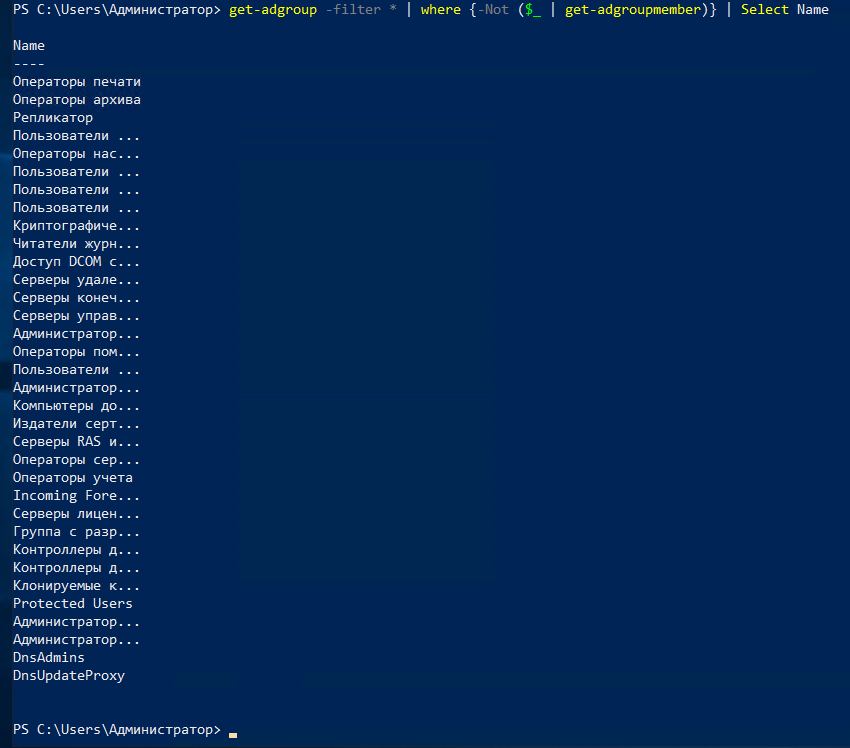 PS C:\Users\Администратор> get-adgroup -filter * | where {-Not ($_ | get-adgroupmember)} | Select Name
Name
----
Операторы печати
Операторы архива
Репликатор
Пользователи ...
Операторы нас...
Пользователи ...
Пользователи ...
Пользователи ...
Криптографиче...
Читатели журн...
Доступ DCOM с...
Серверы удале...
Серверы конеч...
Серверы управ...
Администратор...
Операторы пом...
Пользователи ...
Администратор...
Компьютеры до...
Издатели серт...
Серверы RAS и...
Операторы сер...
Операторы учета
Incoming Fore...
Серверы лицен...
Группа с разр...
Контроллеры д...
Контроллеры д...
Клонируемые к...
Protected Users
Администратор...
Администратор...
DnsAdmins
DnsUpdateProxy
PS C:\Users\Администратор>